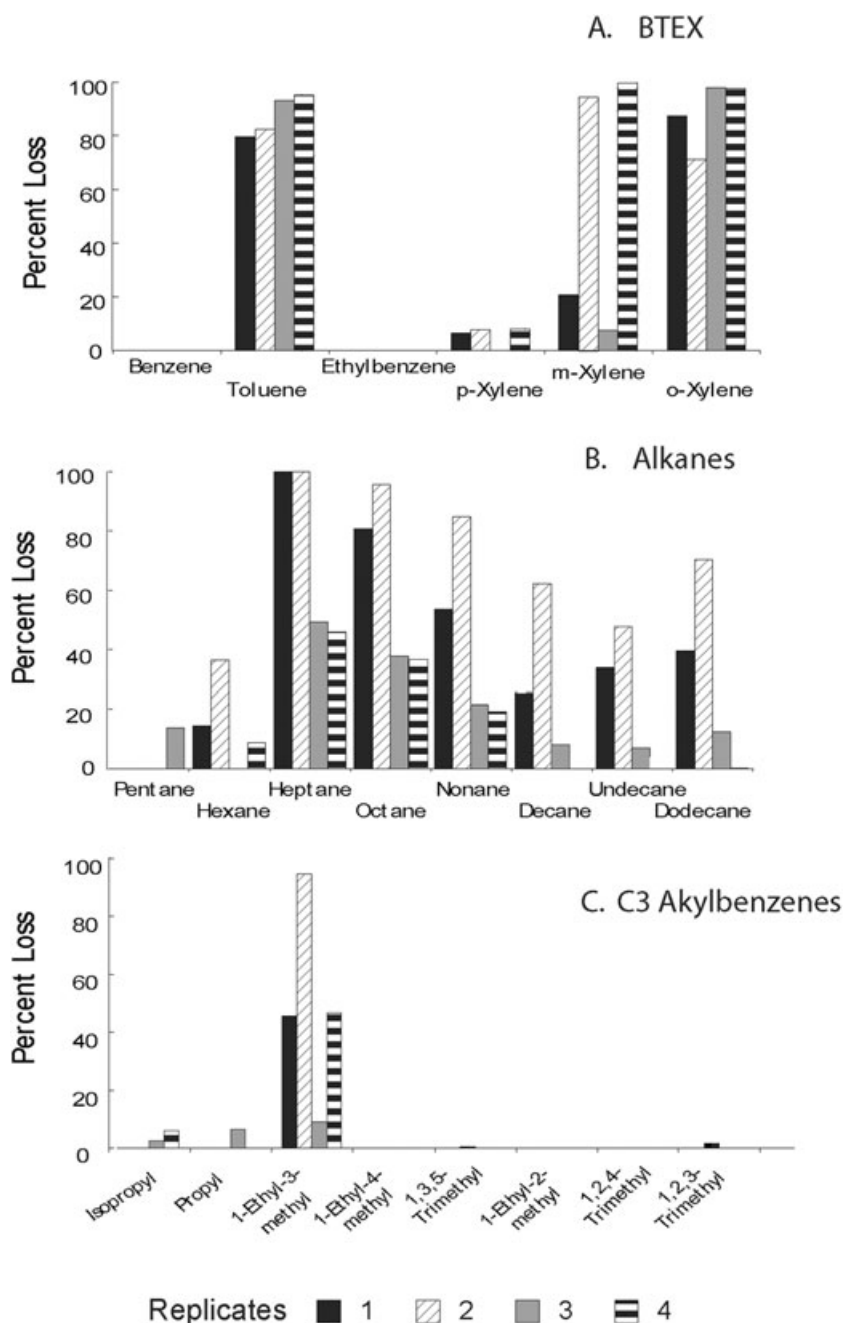 A. BTEX
Percent Loss
100
80
60
40
20
0
Benzene
Toluene
Ethylbenzene
p-Xylene
m-Xylene
o-Xylene
B. Alkanes
Percent Loss
100
80
60
40
20
0
Pentane
Hexane
Heptane
Octane
Nonane
Decane
Undecane
Dodecane
C. C3 Akylbenzenes
Percent Loss
100
80
60
40
20
0
Isopropyl
Propyl
1-Ethyl-3-
methyl
1-Ethyl-4-
methyl
1,3,5-
Trimethyl
1-Ethyl-2-
methyl
1,2,4-
Trimethyl
1,2,3-
Trimethyl
Replicates 1 2 3 4